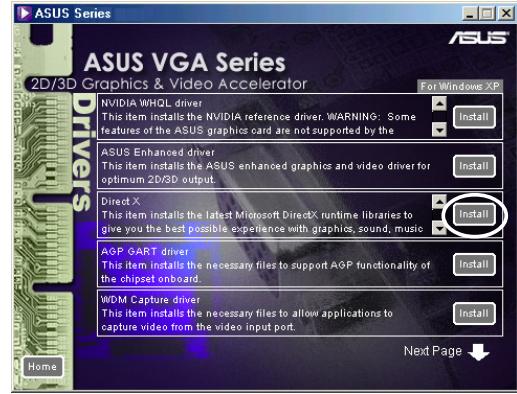 ASUS Series
ASUS
ASUS VGA Series
2D/3D Graphics & Video Accelerator
For Windows XP
Drivers
NVIDIA WHQL driver
This item installs the NVIDIA reference driver. WARNING: Some
features of the ASUS graphics card are not supported by the
Install
ASUS Enhanced driver
This item installs the ASUS enhanced graphics and video driver for
optimum 2D/3D output.
Install
Direct X
This item installs the latest Microsoft DirectX runtime libraries to
give you the best possible experience with graphics, sound, music
Install
AGP GART driver
This item installs the necessary files to support AGP functionality of
the chipset onboard.
Install
WDM Capture driver
This item installs the necessary files to allow applications to
capture video from the video input port.
Install
Next Page
Home